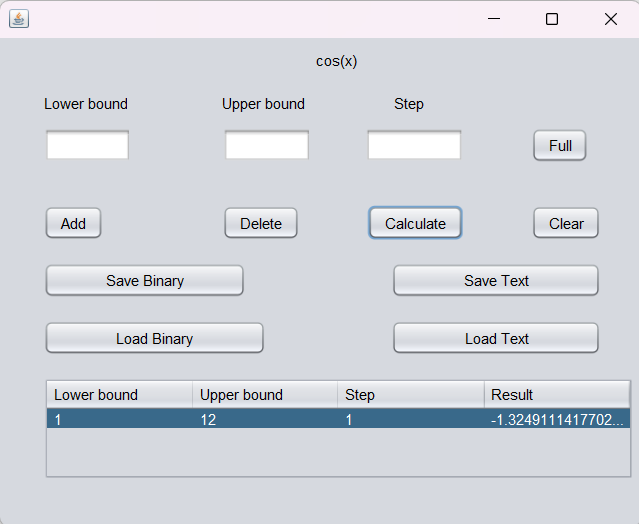 cos(x)
Lower bound Upper bound Step
Full
Add Delete Calculate Clear
Save Binary Save Text
Load Binary Load Text
Lower bound Upper bound Step Result
1 12 1 -1.3249111417702...